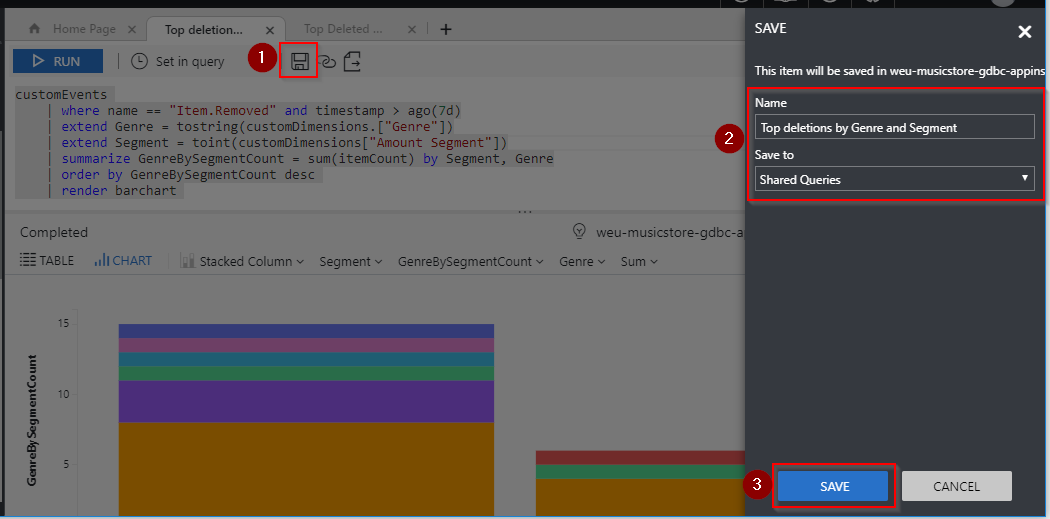 Home Page
Top deletion...
Top Deleted ...
SAVE
RUN
Set in query
1
This item will be saved in weu-musicstore-gdbc-appins
customEvents
| where name == "Item.Removed" and timestamp > ago(7d)
| extend Genre = tostring(customDimensions.["Genre"])
| extend Segment = toint(customDimensions["Amount Segment"])
| summarize GenreBySegmentCount = sum(itemCount) by Segment, Genre
| order by GenreBySegmentCount desc
| render barchart
2
Name
Top deletions by Genre and Segment
Save to
Shared Queries
Completed
weu-musicstore-gdbc-ap
TABLE
CHART
Stacked Column
Segment
GenreBySegmentCount
Genre
Sum
15
10
5
GenreBySegmentCount
3
SAVE
CANCEL